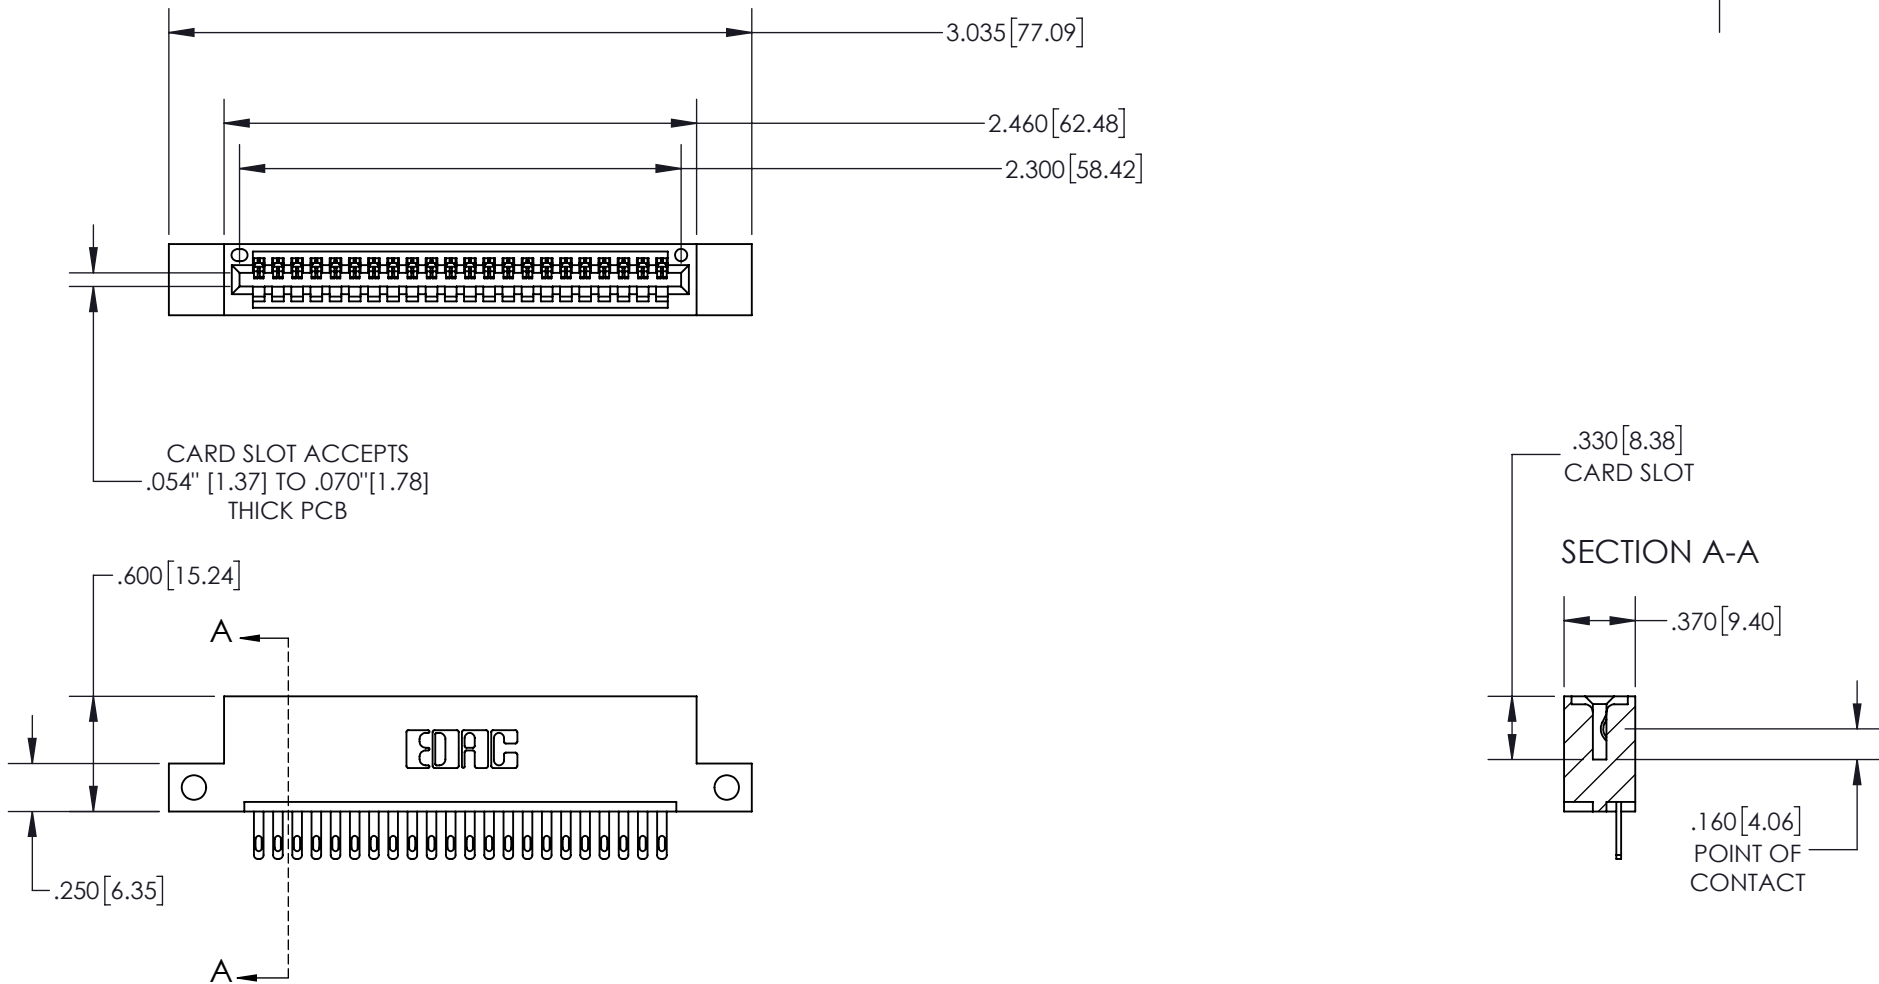 3.035[77.09]
2.460[62.48]
2.300[58.42]
CARD SLOT ACCEPTS
.054" [1.37] TO .070"[1.78]
THICK PCB
.330[8.38]
CARD SLOT
SECTION A-A
.600[15.24]
.370[9.40]
A
EDAC
.160[4.06]
POINT OF
CONTACT
.250[6.35]
A